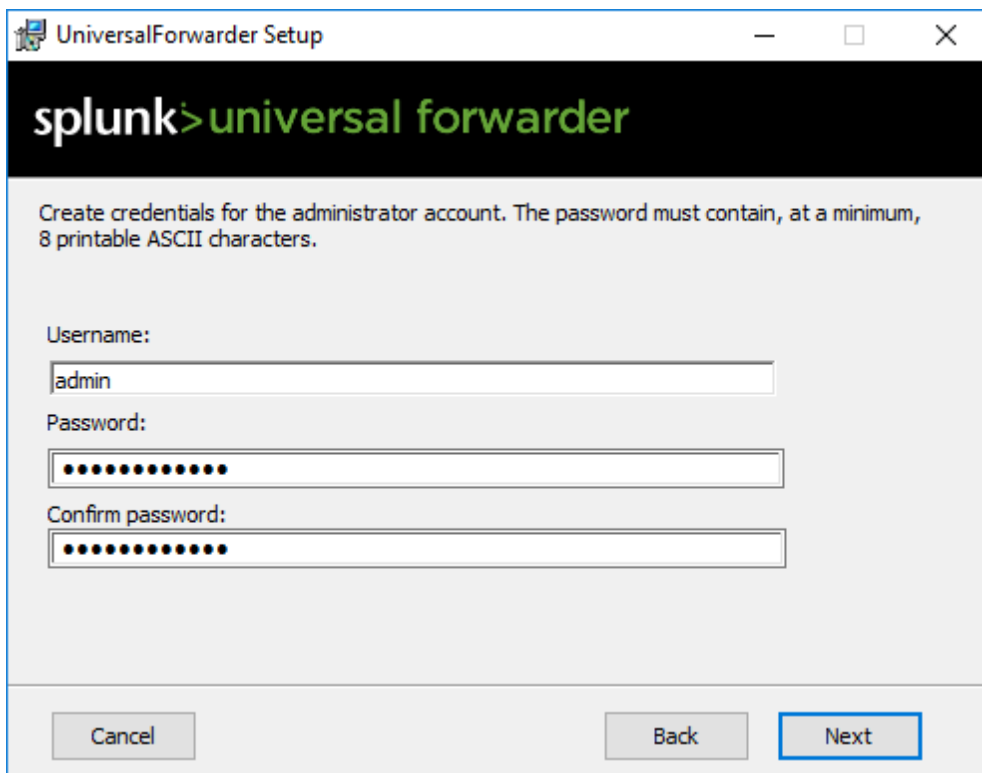 UniversalForwarder Setup
splunk>universal forwarder
Create credentials for the administrator account. The password must contain, at a minimum,
8 printable ASCII characters.
Username:
admin
Password:
●●●●●●●●●●●●
Confirm password:
●●●●●●●●●●●●
Cancel
Back
Next